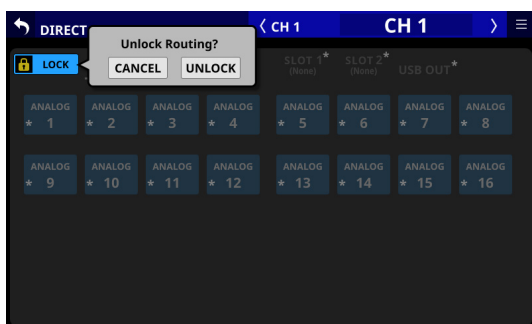 DIRECT
CH 1
CH 1
Unlock Routing?
CANCEL UNLOCK
LOCK
SLOT 1*
(None)
SLOT 2*
(None)
USB OUT*
ANALOG ANALOG ANALOG ANALOG ANALOG ANALOG ANALOG ANALOG
* 1 * 2 * 3 * 4 * 5 * 6 * 7 * 8
ANALOG ANALOG ANALOG ANALOG ANALOG ANALOG ANALOG ANALOG
* 9 * 10 * 11 * 12 * 13 * 14 * 15 * 16